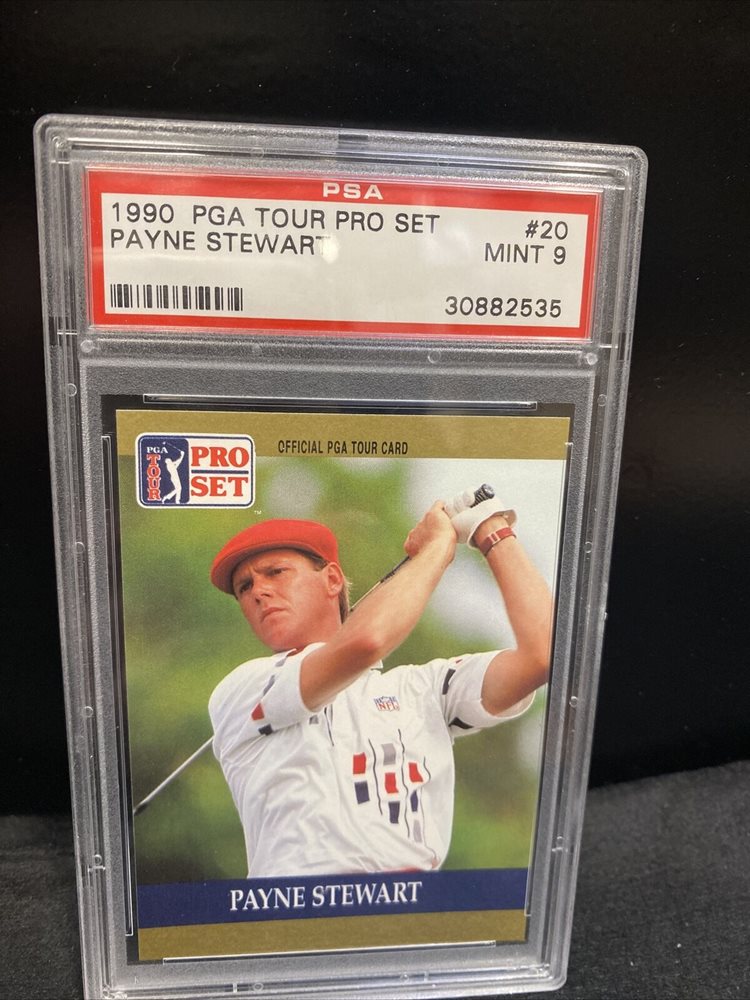 PSA
1990 PGA TOUR PRO SET #20
PAYNE STEWART MINT 9
30882535
OFFICIAL PGA TOUR CARD
PGA
TOUR
PRO
SET
TM
NFL
PAYNE STEWART